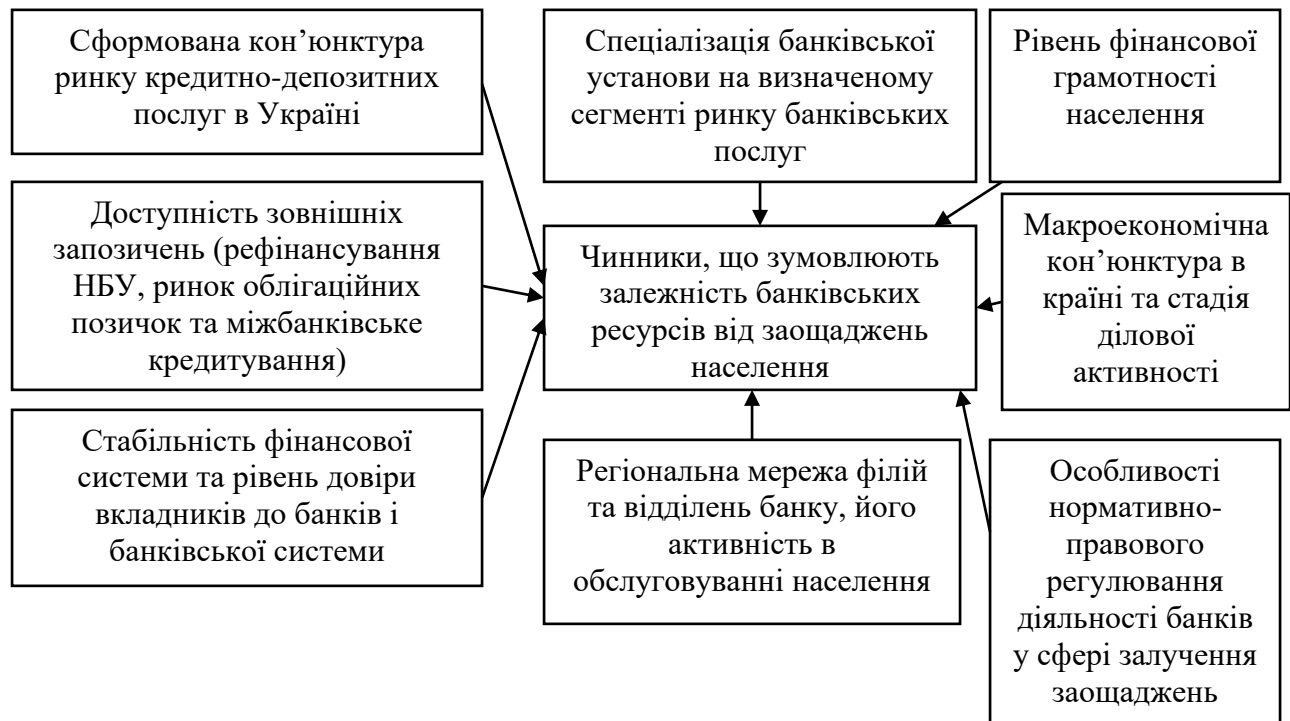 Сформована кон’юнктура
ринку кредитно-депозитних
послуг в Україні
Спеціалізація банківської
установи на визначеному
сегменті ринку банківських
послуг
Рівень фінансової
грамотності
населення
Доступність зовнішніх
запозичень (рефінансування
НБУ, ринок облігаційних
позичок та міжбанківське
кредитування)
Чинники, що зумовлюють
залежність банківських
ресурсів від заощаджень
населення
Макроекономічна
кон’юнктура в
країні та стадія
ділової
активності
Стабільність фінансової
системи та рівень довіри
вкладників до банків і
банківської системи
Регіональна мережа філій
та відділень банку, його
активність в
обслуговуванні населення
Особливості
нормативно-
правового
регулювання
діяльності банків
у сфері залучення
заощаджень